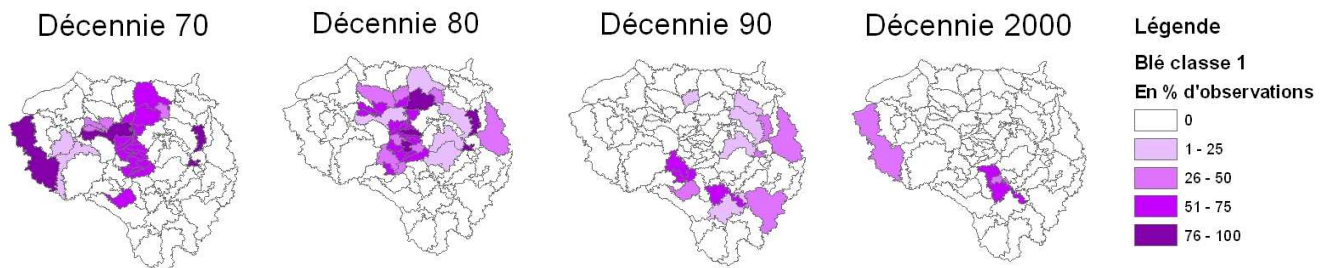 Décennie 70
Décennie 80
Décennie 90
Décennie 2000
Légende
Blé classe 1
En % d'observations
0
1 - 25
26 - 50
51 - 75
76 - 100